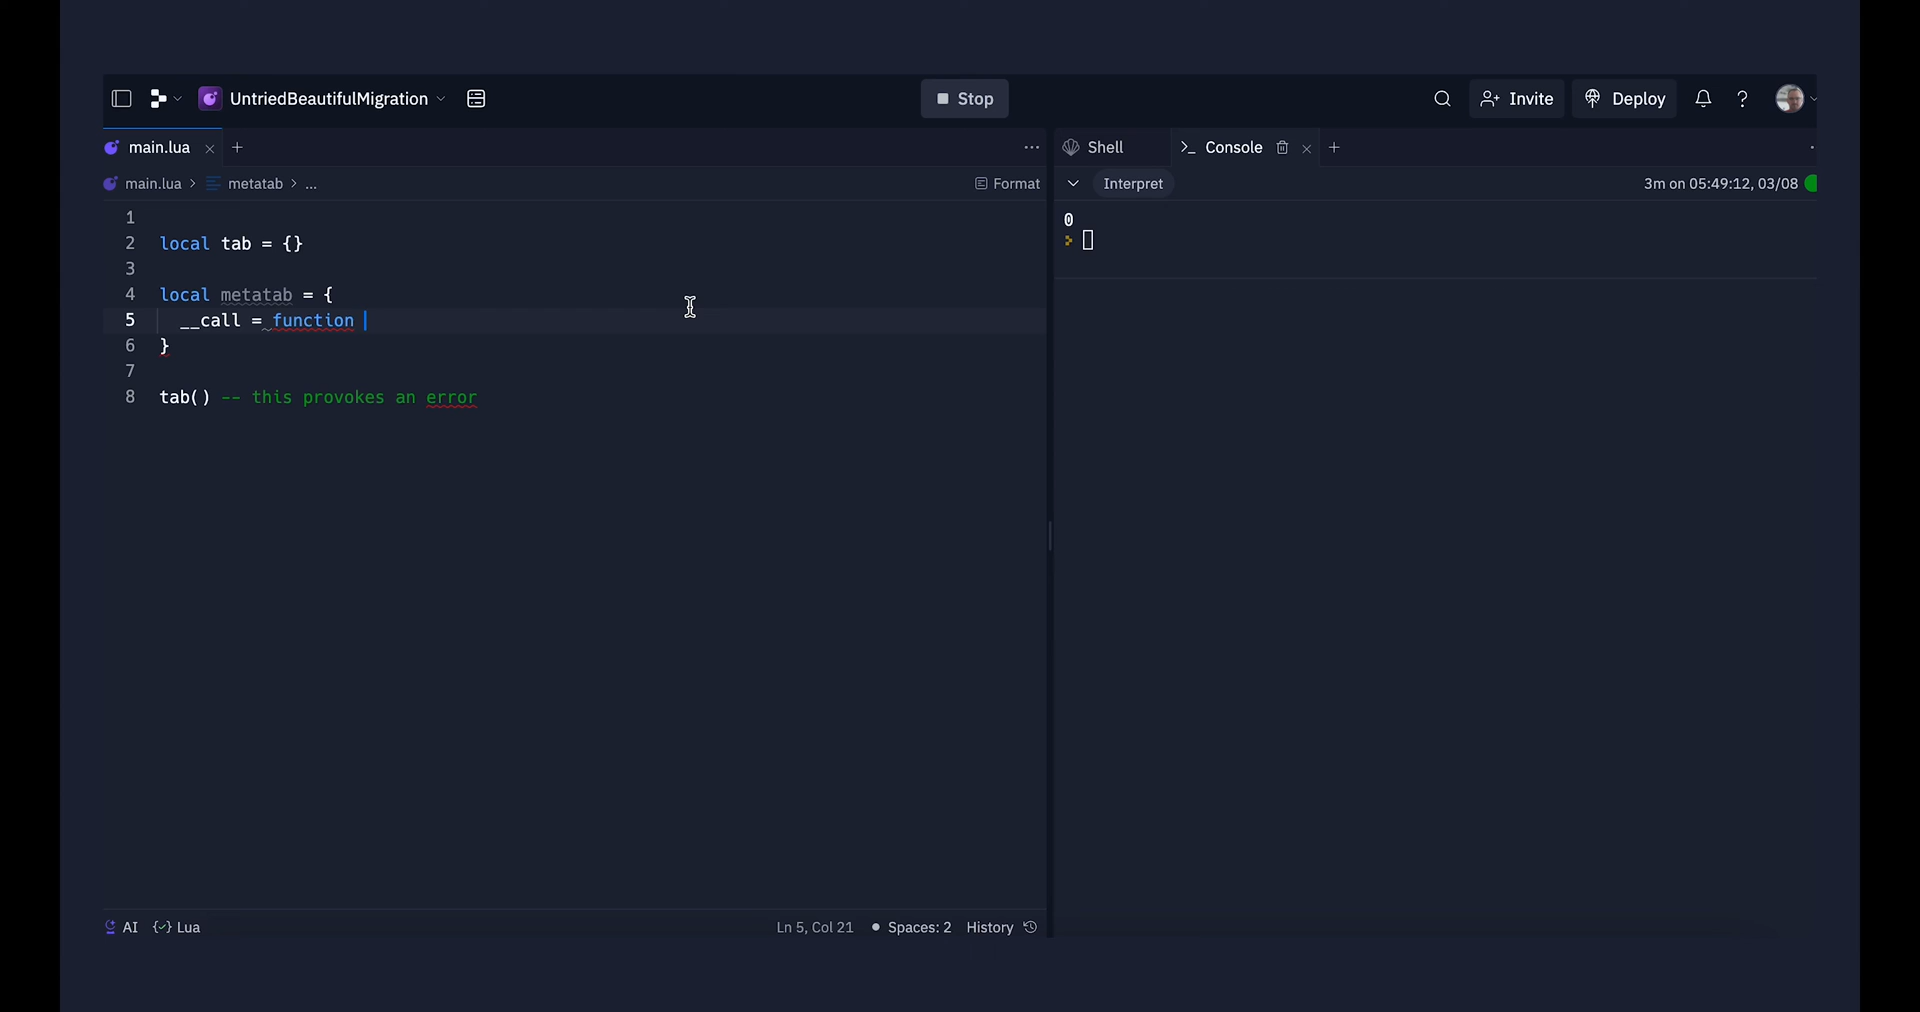 UntriedBeautifulMigration
Stop
Invite
Deploy
?
main.lua
Shell
Console
main.lua > metatab > ...
Format
Interpret
3m on 05:49:12, 03/08
1
2 local tab = {}
3
4 local metatab = {
5 __call = function
6 }
7
8 tab() -- this provokes an error
0
AI
Lua
Ln 5, Col 21
Spaces: 2
History